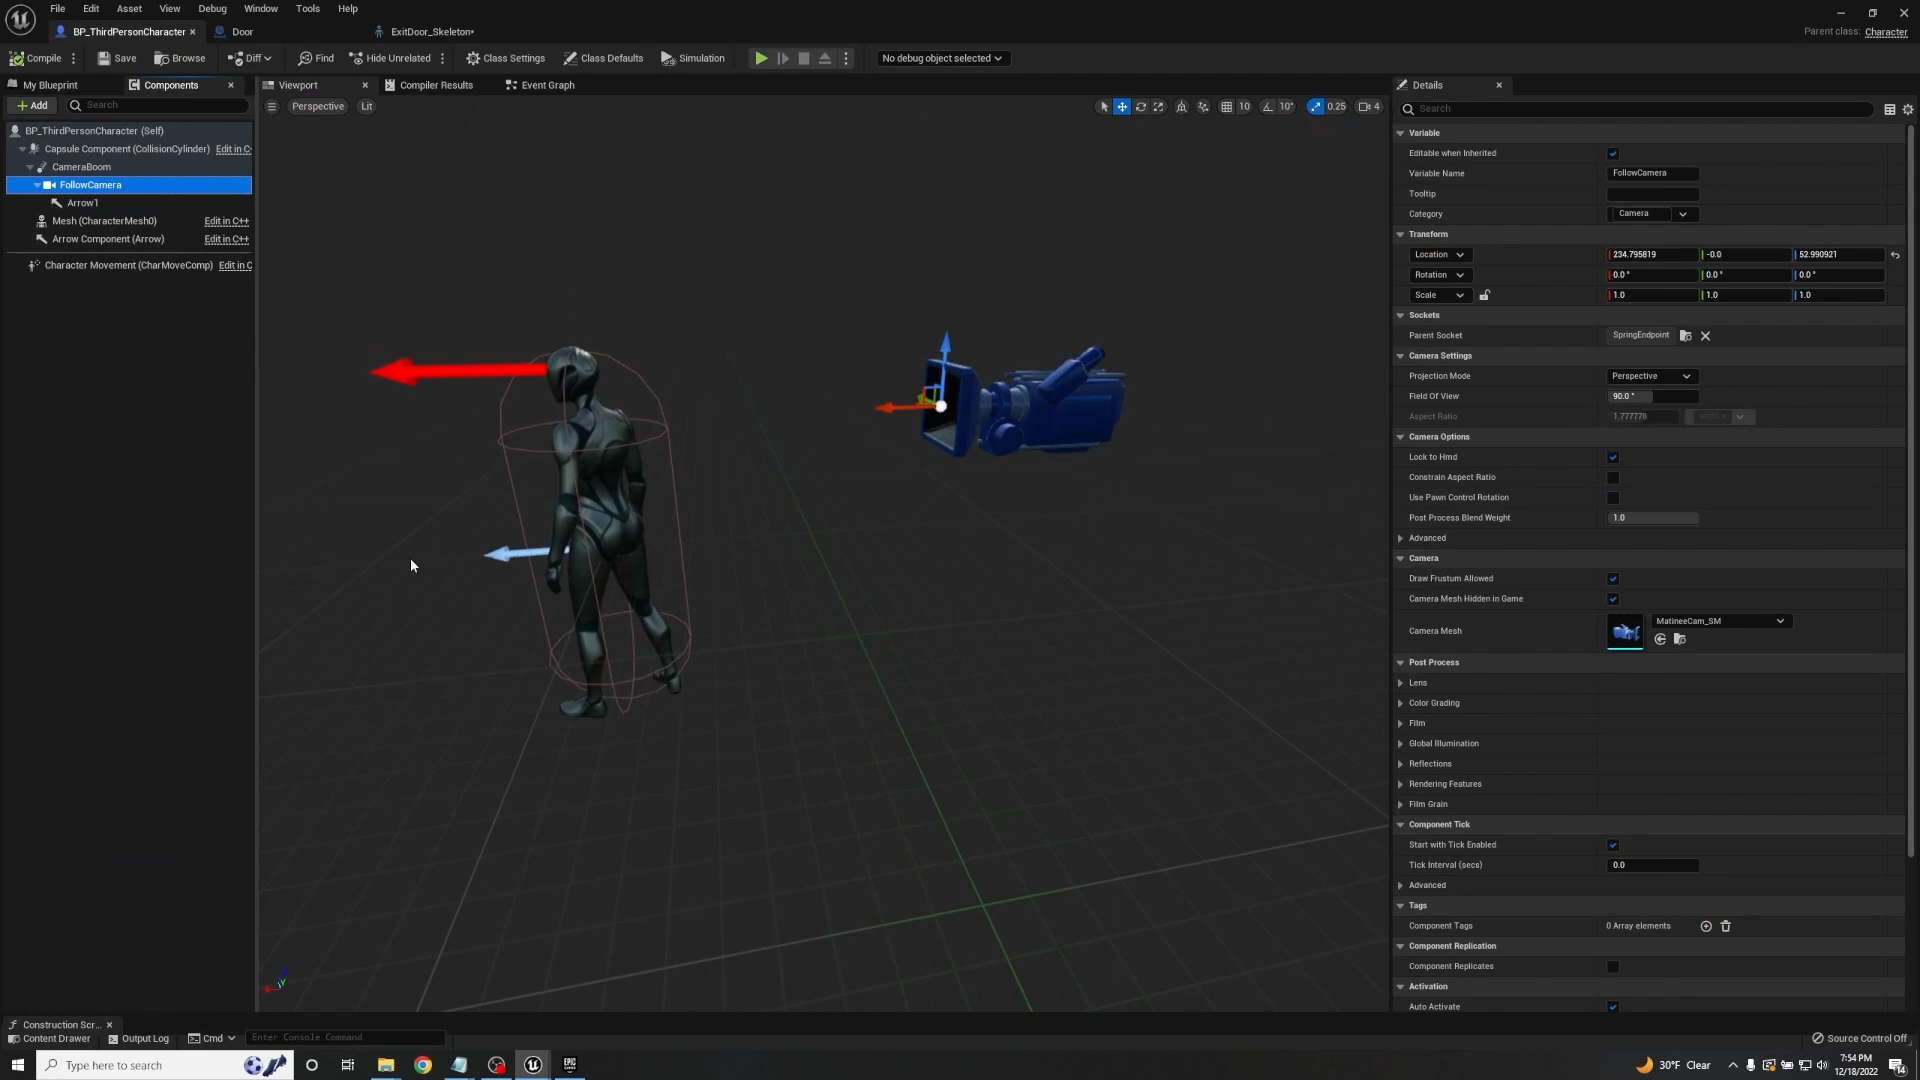 File Edit Asset View Debug Window Tools Help
BP_ThirdPersonCharacter Door ExitDoor_Skeleton*
Parent class: Character
Compile Save Browse Diff Find Hide Unrelated Class Settings Class Defaults Simulation No debug object selected
My Blueprint Components
Add Search
BP_ThirdPersonCharacter (Self)
Capsule Component (CollisionCylinder) Edit in C
CameraBoom
FollowCamera
Arrow1
Mesh (CharacterMesh0) Edit in C++
Arrow Component (Arrow) Edit in C++
Character Movement (CharMoveComp) Edit in C
Viewport Compiler Results Event Graph
Perspective Lit 10 10° 0.25 4
Details
Search
Variable
Editable when Inherited
Variable Name FollowCamera
Tooltip
Category Camera
Transform
Location 234.795819 -0.0 52.990921
Rotation 0.0 ° 0.0 ° 0.0 °
Scale 1.0 1.0 1.0
Sockets
Parent Socket SpringEndpoint
Camera Settings
Projection Mode Perspective
Field Of View 90.0 °
Aspect Ratio 1.777778
Camera Options
Lock to Hmd
Constrain Aspect Ratio
Use Pawn Control Rotation
Post Process Blend Weight 1.0
Advanced
Camera
Draw Frustum Allowed
Camera Mesh Hidden in Game
Camera Mesh MatineeCam_SM
Post Process
Lens
Color Grading
Film
Global Illumination
Reflections
Rendering Features
Film Grain
Component Tick
Start with Tick Enabled
Tick Interval (secs) 0.0
Advanced
Tags
Component Tags 0 Array elements
Component Replication
Component Replicates
Activation
Auto Activate
Construction Scr...
Content Drawer Output Log Cmd Enter Console Command
Source Control Off
Type here to search
EPIC
30°F Clear
7:54 PM
12/18/2022
14